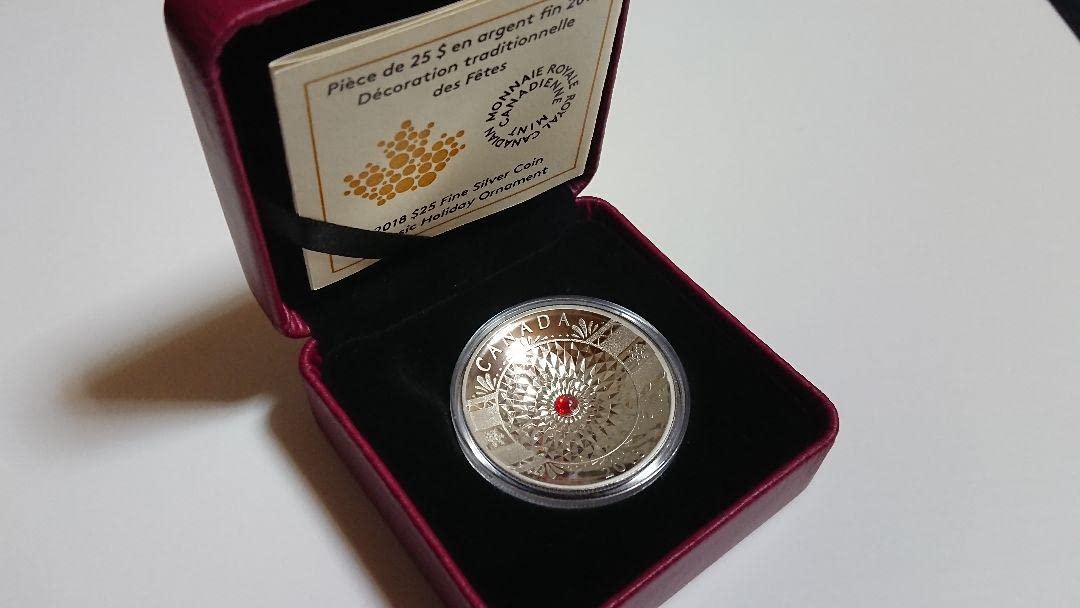 Pièce de 25 $ en argent fin
Décoration traditionnelle
des Fêtes
MONNAIE ROYALE CANADIENNE
ROYAL CANADIAN MINT
2018 $25 Fine Silver Coin
Holiday Ornament
CANADA